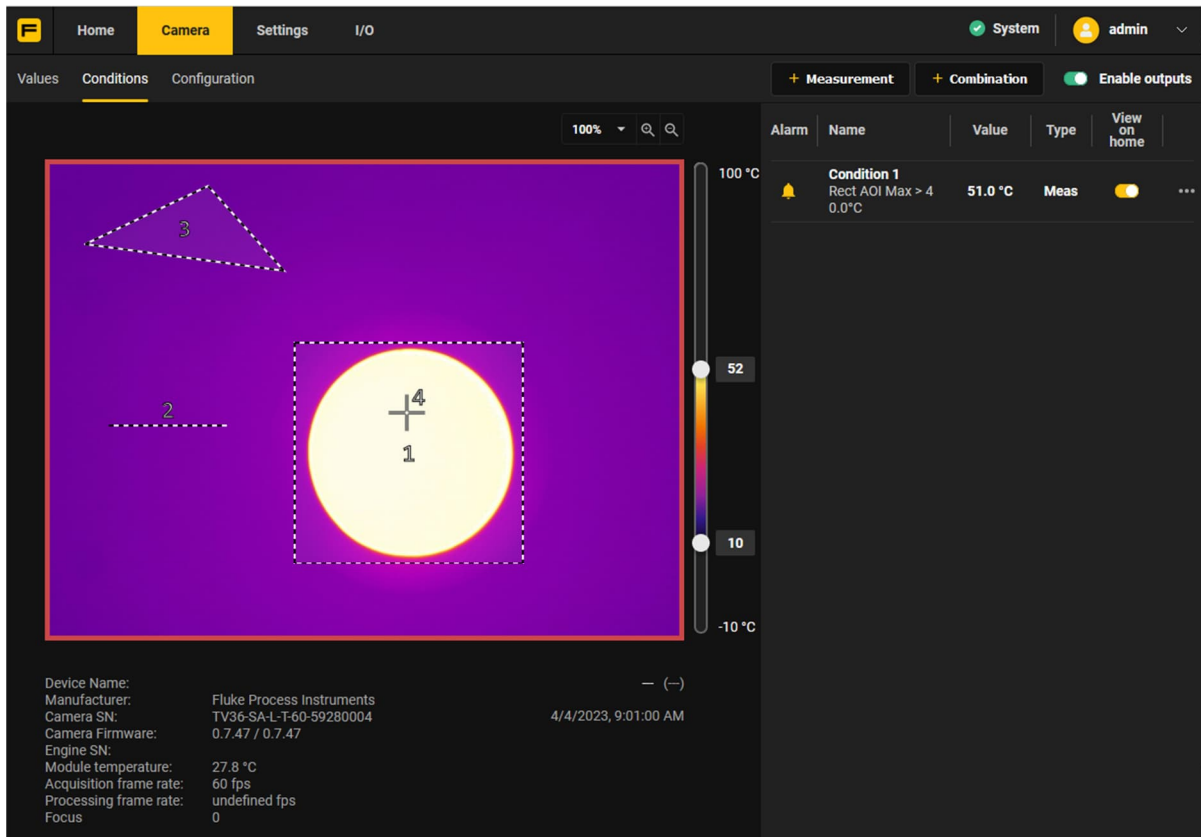 F Home Camera Settings I/O System admin
Values Conditions Configuration + Measurement + Combination Enable outputs
100%
Alarm Name Value Type View on home
100 °C
Condition 1
Rect AOI Max > 4
0.0°C
51.0 °C Meas
3
52
4
2
1
10
-10 °C
Device Name: — (---)
Manufacturer: Fluke Process Instruments
Camera SN: TV36-SA-L-T-60-59280004 4/4/2023, 9:01:00 AM
Camera Firmware: 0.7.47 / 0.7.47
Engine SN:
Module temperature: 27.8 °C
Acquisition frame rate: 60 fps
Processing frame rate: undefined fps
Focus 0